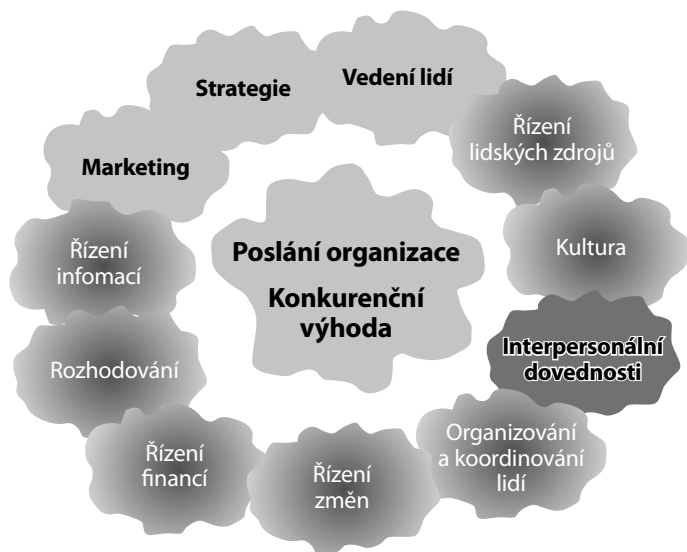 Vedení lidí
Strategie
Řízení
lidských zdrojů
Marketing
Poslání organizace
Konkurenční
výhoda
Řízení
infomací
Kultura
Interpersonální
dovednosti
Rozhodování
Organizování
a koordinování
lidí
Řízení
financí
Řízení
změn